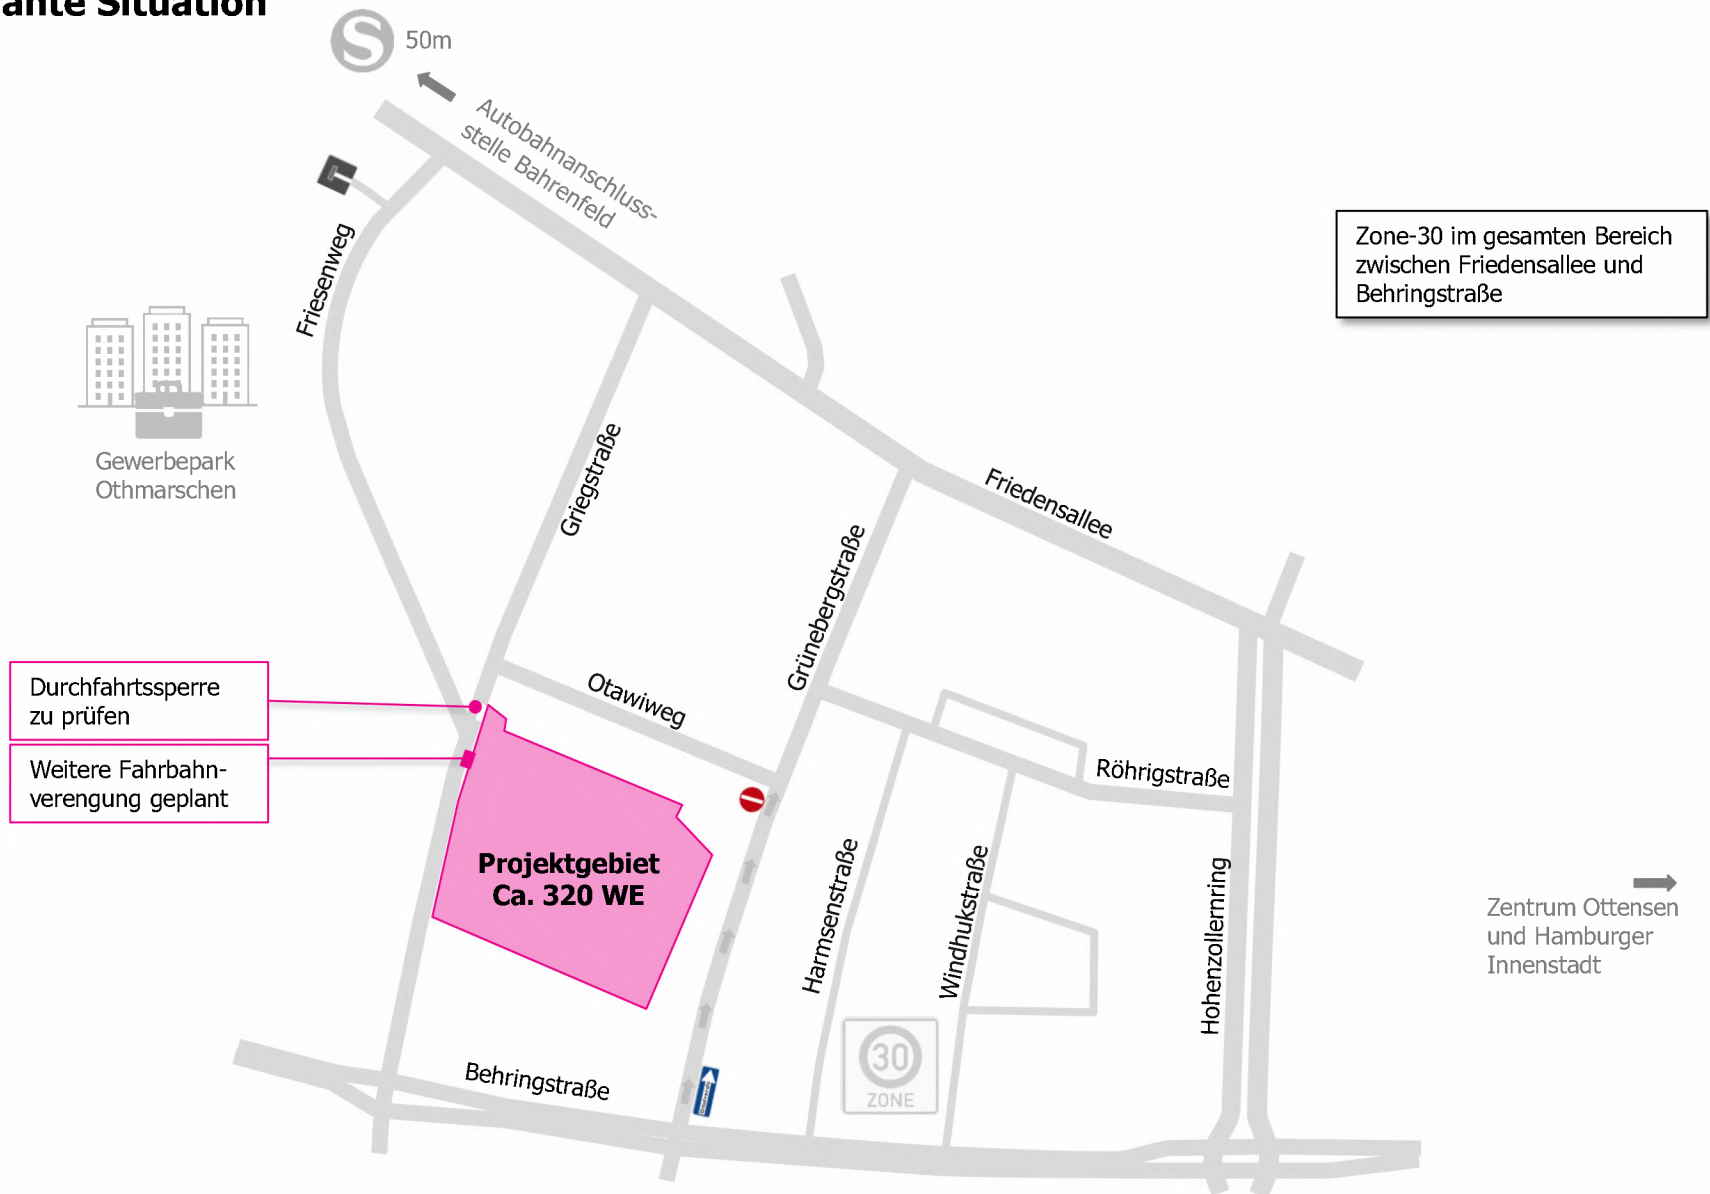 ante Situation
S
50m
Autobahnanschluss-
stelle Bahrenfeld
Friesenweg
Zone-30 im gesamten Bereich
zwischen Friedensallee und
Behringstraße
Gewerbepark
Othmarschen
Griegstraße
Friedensallee
Grünebergstraße
Durchfahrtssperre
zu prüfen
Otawiweg
Weitere Fahrbahn-
verengung geplant
Röhrigstraße
Projektgebiet
Ca. 320 WE
Harmsenstraße
Windhukstraße
Hohenzollernring
Zentrum Ottensen
und Hamburger
Innenstadt
Behringstraße
30
ZONE